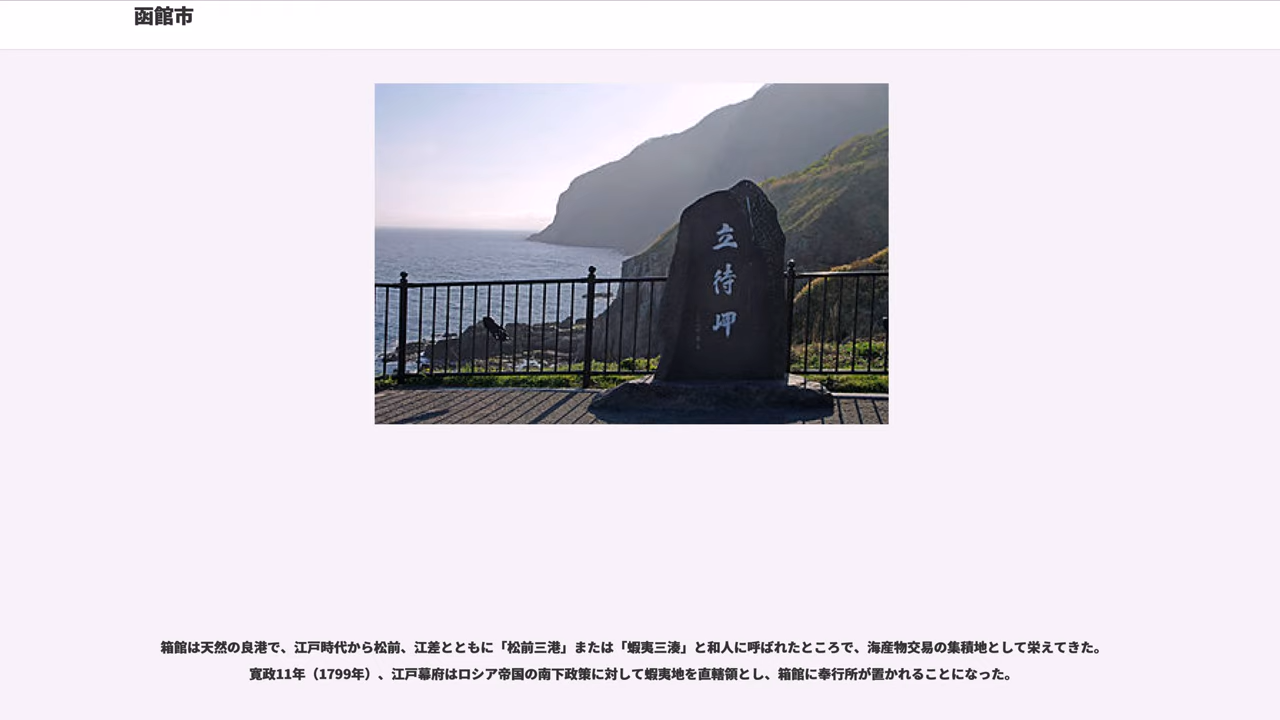 函館市
立待岬
箱館は天然の良港で、江戸時代から松前、江差とともに「松前三港」または「蝦夷三湊」と和人に呼ばれたところで、海産物交易の集積地として栄えてきた。
寛政11年（1799年）、江戸幕府はロシア帝国の南下政策に対して蝦夷地を直轄領とし、箱館に奉行所が置かれることになった。